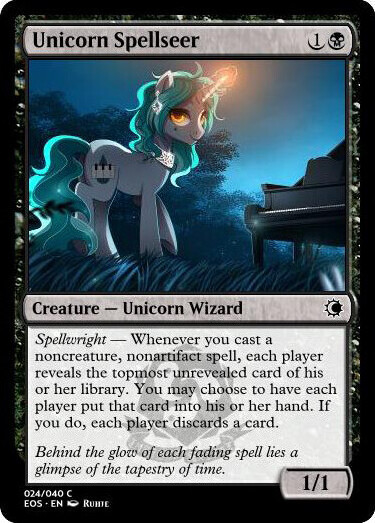 Unicorn Spellseer 1
Creature — Unicorn Wizard
Spellwright — Whenever you cast a
noncreature, nonartifact spell, each player
reveals the topmost unrevealed card of his
or her library. You may choose to have each
player put that card into his or her hand. If
you do, each player discards a card.
Behind the glow of each fading spell lies a
glimpse of the tapestry of time.
1/1
024/040 C
EOS • EN Ruhje